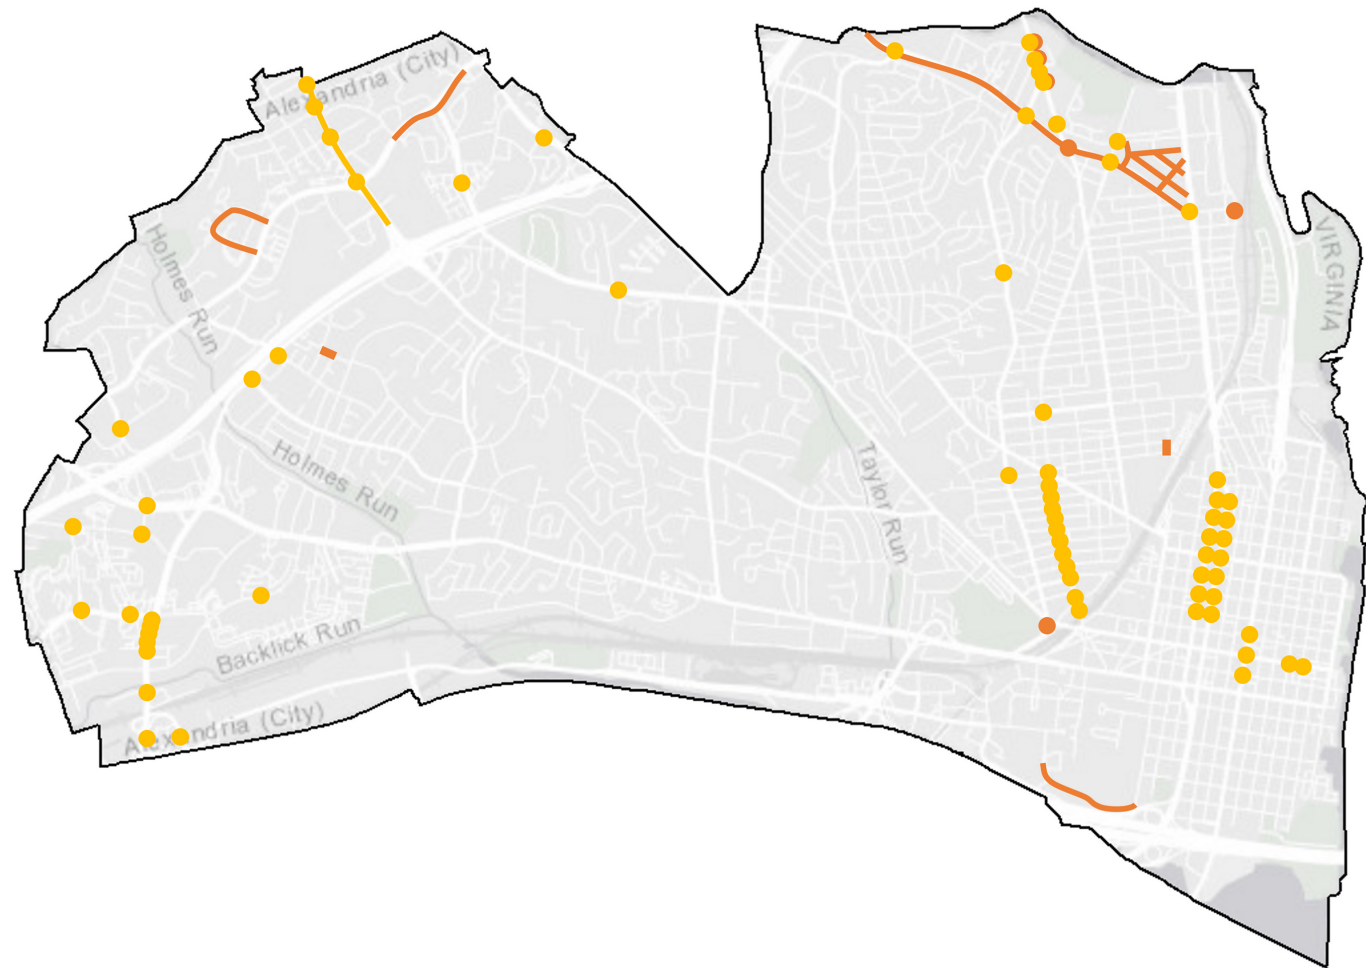 Alexandria (City)
VIRGINIA
Holmes Run
Holmes Run
Taylor Run
Backlick Run
Alexandria (City)